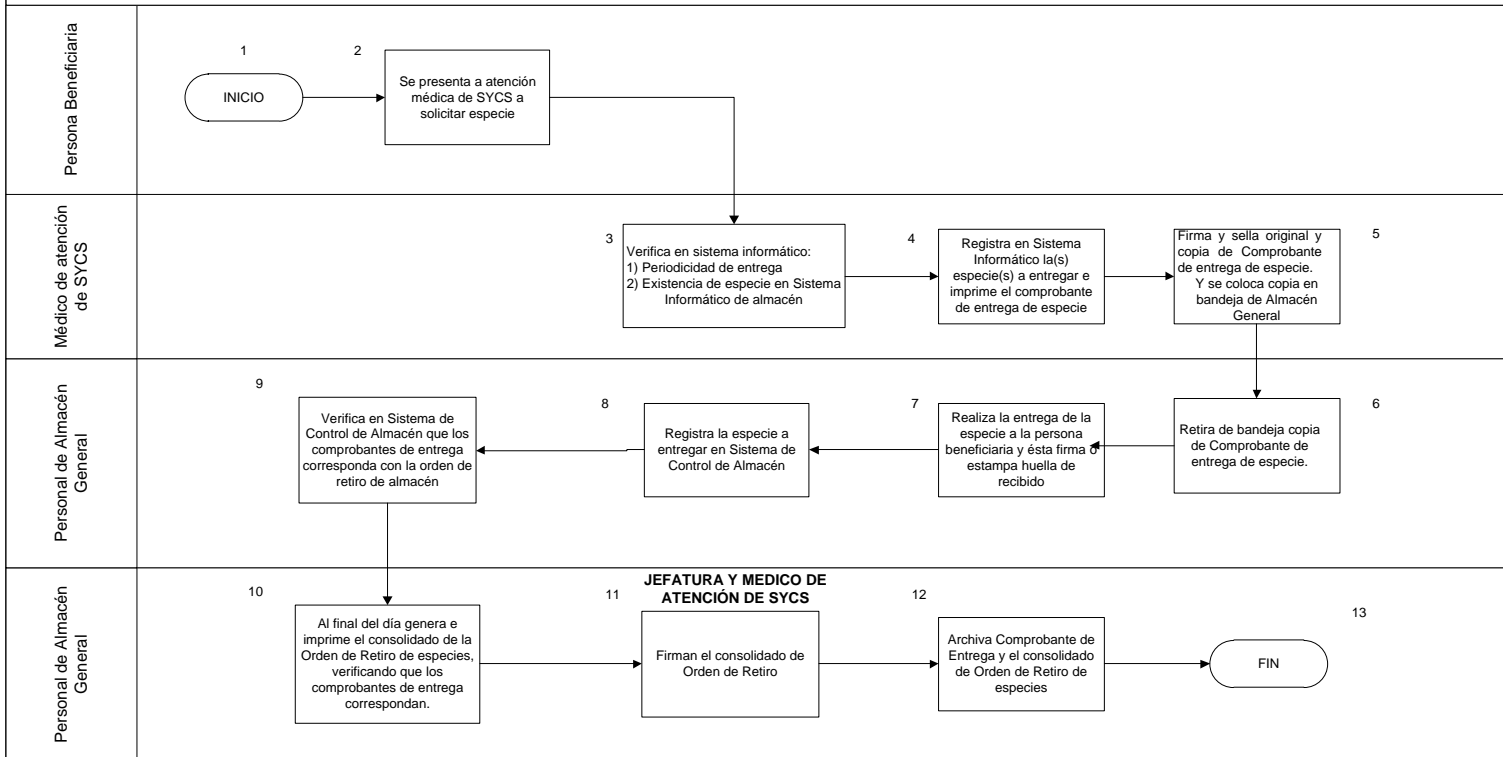 Persona Beneficiaria
1
INICIO
2
Se presenta a atención
médica de SYCS a
solicitar especie
Médico de atención
de SYCS
3
Verifica en sistema informático:
1) Periodicidad de entrega
2) Existencia de especie en Sistema
Informático de almacén
4
Registra en Sistema
Informático la(s)
especie(s) a entregar e
imprime el comprobante
de entrega de especie
5
Firma y sella original y
copia de Comprobante
de entrega de especie.
Y se coloca copia en
bandeja de Almacén
General
Personal de Almacén
General
6
Retira de bandeja copia
de Comprobante de
entrega de especie.
7
Realiza la entrega de la
especie a la persona
beneficiaria y ésta firma o
estampa huella de
recibido
8
Registra la especie a
entregar en Sistema de
Control de Almacén
9
Verifica en Sistema de
Control de Almacén que los
comprobantes de entrega
corresponda con la orden de
retiro de almacén
Personal de Almacén
General
10
Al final del día genera e
imprime el consolidado de la
Orden de Retiro de especies,
verificando que los
comprobantes de entrega
correspondan.
JEFATURA Y MEDICO DE
ATENCIÓN DE SYCS
11
Firman el consolidado de
Orden de Retiro
12
Archiva Comprobante de
Entrega y el consolidado
de Orden de Retiro de
especies
13
FIN